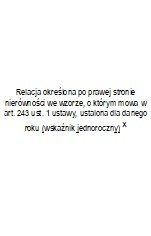 Relacja określona po prawej stronie
nierówności we wzorze, o którym mowa w
art. 243 ust. 1 ustawy, ustalona dla danego
roku (wskaźnik jednoroczny) x